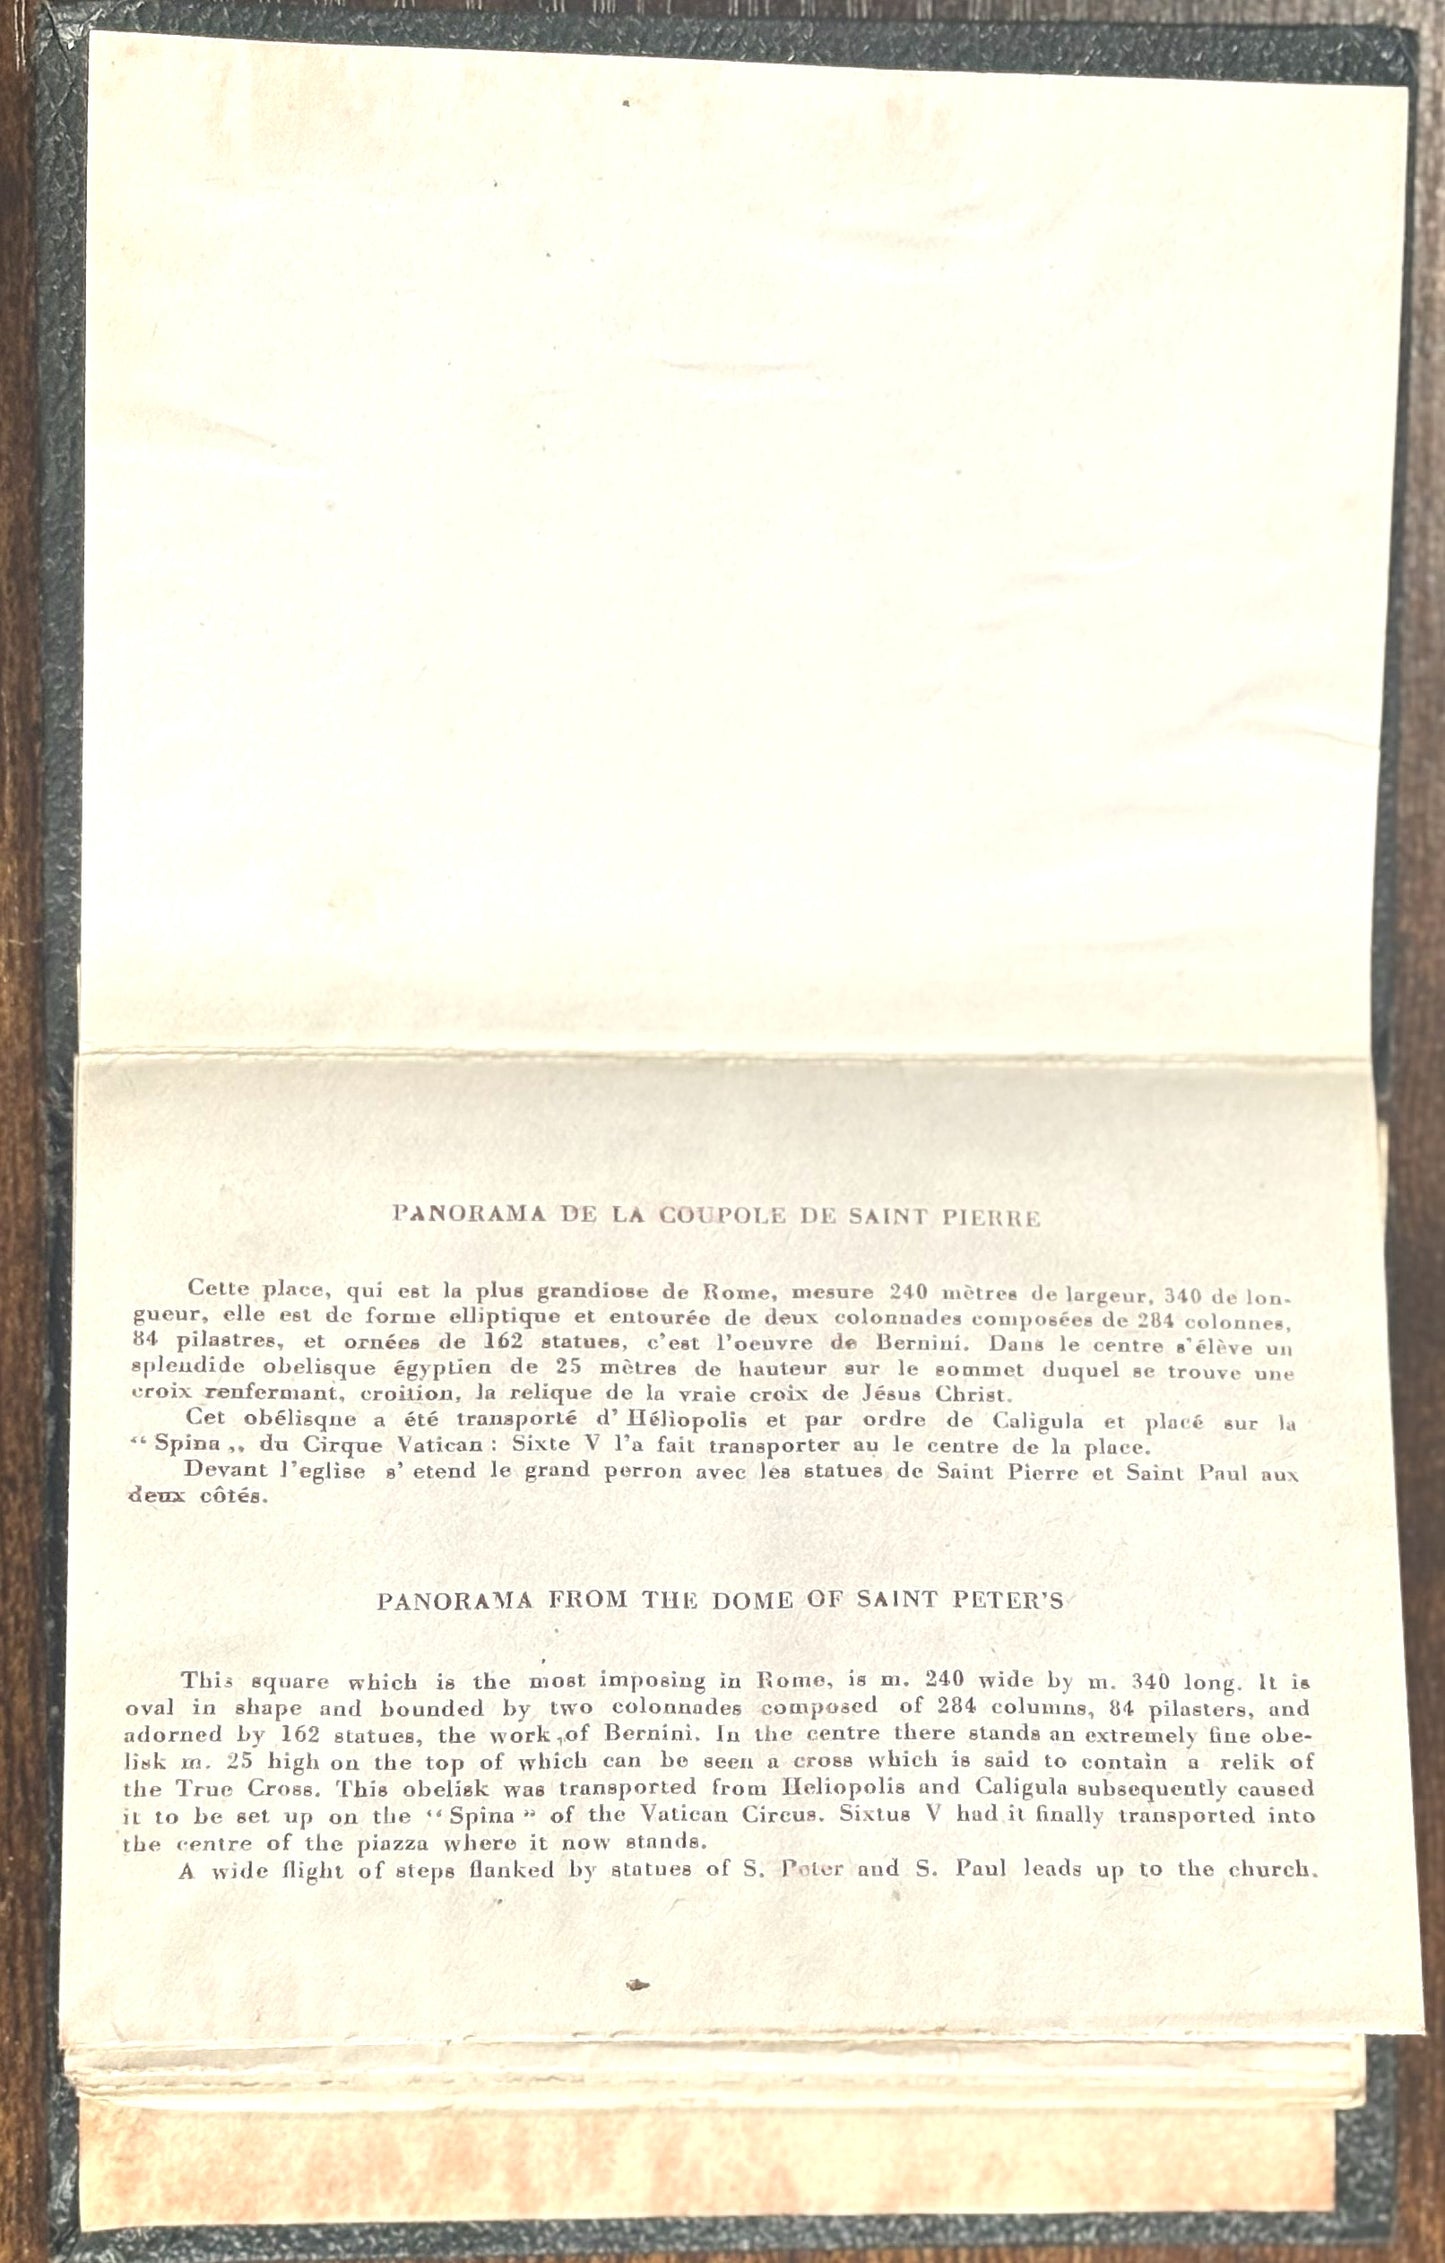 PANORAMA DE LA COUPOLE DE SAINT PIERRE
Cette place, qui est la plus grandiose de Rome, mesure 240 mètres de largeur, 340 de lon-
gueur, elle est de forme elliptique et entourée de deux colonnades composées de 284 colonnes,
84 pilastres, et ornées de 162 statues, c'est l'oeuvre de Bernini. Dans le centre s'élève un
splendide obelisque égyptien de 25 mètres de hauteur sur le sommet duquel se trouve une
croix renfermant, croition, la relique de la vraie croix de Jésus Christ.
Cet obélisque a été transporté d' Héliopolis et par ordre de Caligula et placé sur la
“ Spina „ du Cirque Vatican : Sixte V l'a fait transporter au le centre de la place.
Devant l'eglise s' etend le grand perron avec les statues de Saint Pierre et Saint Paul aux
deux côtés.
PANORAMA FROM THE DOME OF SAINT PETER'S
This square which is the most imposing in Rome, is m. 240 wide by m. 340 long. It is
oval in shape and bounded by two colonnades composed of 284 columns, 84 pilasters, and
adorned by 162 statues, the work of Bernini. In the centre there stands an extremely fine obe-
lisk m. 25 high on the top of which can be seen a cross which is said to contain a relik of
the True Cross. This obelisk was transported from Heliopolis and Caligula subsequently caused
it to be set up on the “ Spina ” of the Vatican Circus. Sixtus V had it finally transported into
the centre of the piazza where it now stands.
A wide flight of steps flanked by statues of S. Peter and S. Paul leads up to the church.